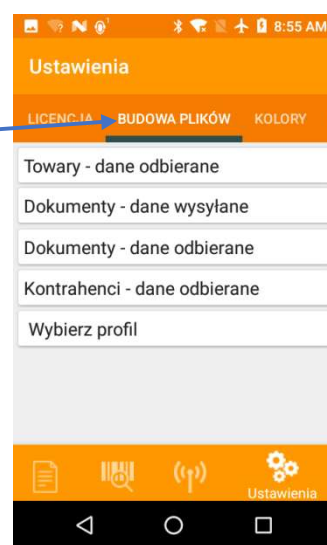 8:55 AM
Ustawienia
LICENCJA BUDOWA PLIKÓW KOLORY
Towary - dane odbierane
Dokumenty - dane wysyłane
Dokumenty - dane odbierane
Kontrahenci - dane odbierane
Wybierz profil
Ustawienia